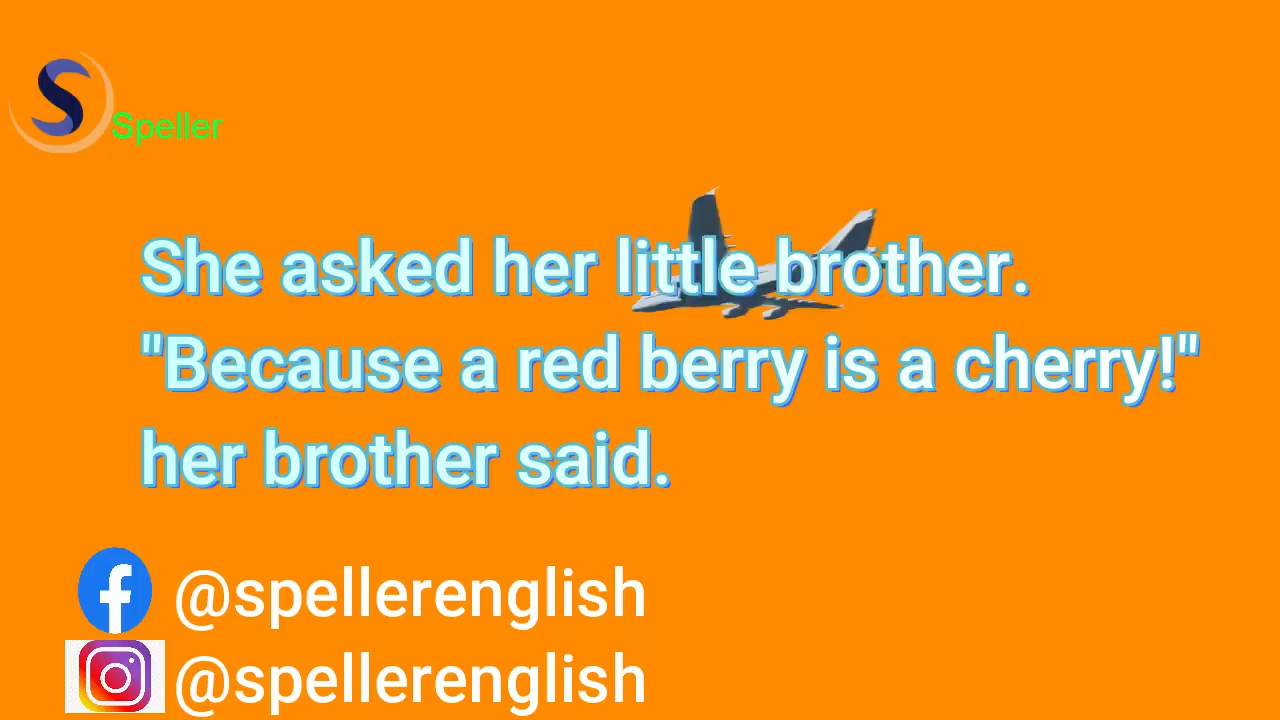 Speller
She asked her little brother.
"Because a red berry is a cherry!"
her brother said.
@spellerenglish
@spellerenglish